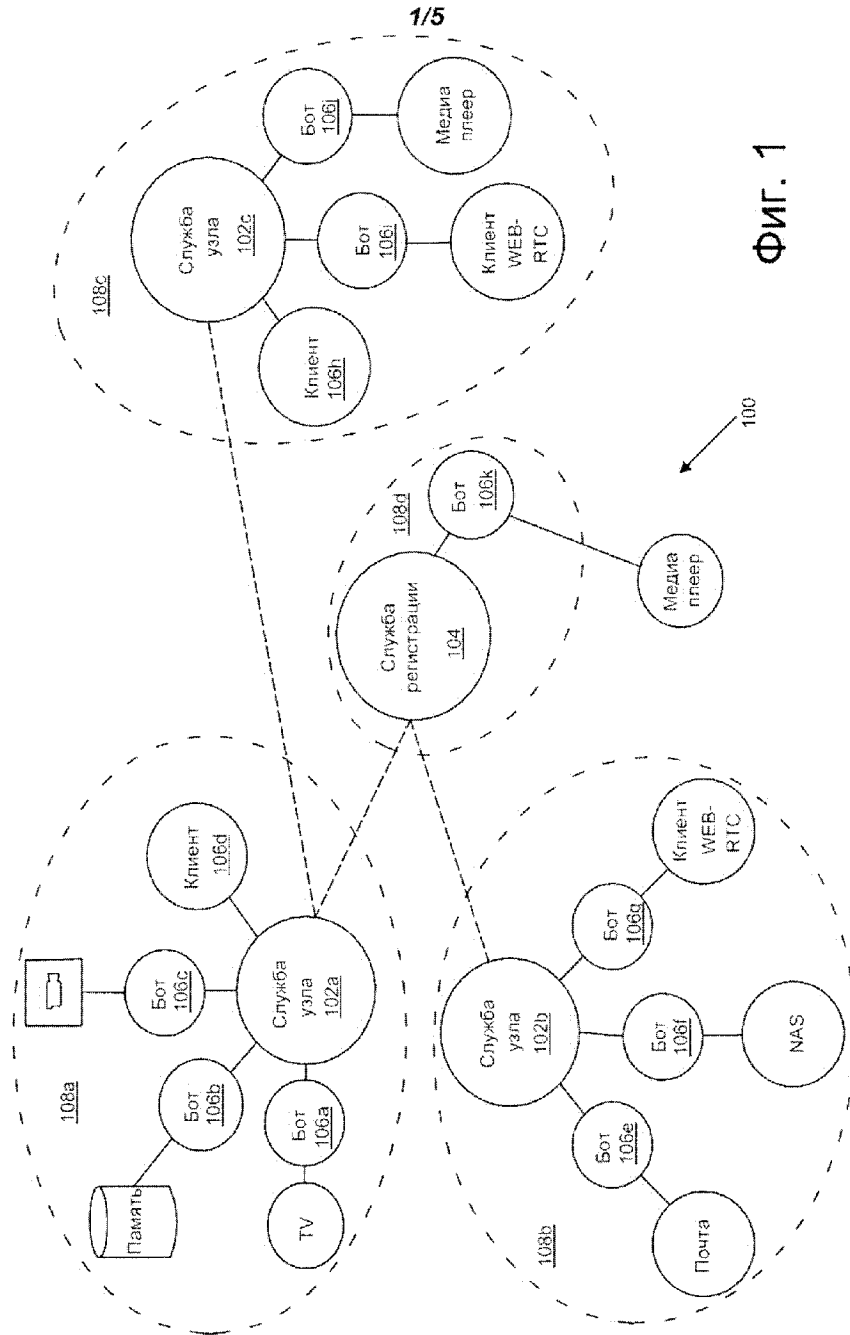 1/5
108a
Память
Бот
106b
Бот
106c
Клиент
106d
TV
Бот
106a
Служба
узла
102a
108c
Клиент
106h
Служба
узла
102c
Бот
106i
Клиент
WEB-
RTC
Бот
106j
Медиа
плеер
Служба
регистрации
104
108d
Бот
106k
Медиа
плеер
108b
Служба
узла
102b
Бот
106e
Почта
Бот
106f
NAS
Бот
106g
Клиент
WEB-
RTC
100
Фиг. 1